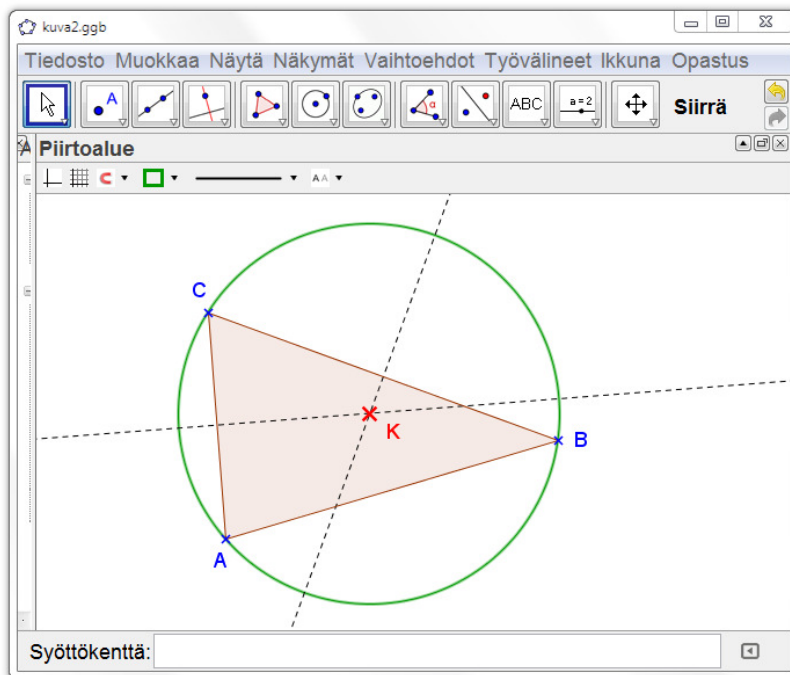 kuva2.ggb
Tiedosto Muokkaa Näytä Näkymät Vaihtoehdot Työvälineet Ikkuna Opastus
A α ABC a=2 Siirrä
A Piirtoalue
A A
C
K
B
A
Syöttökenttä: